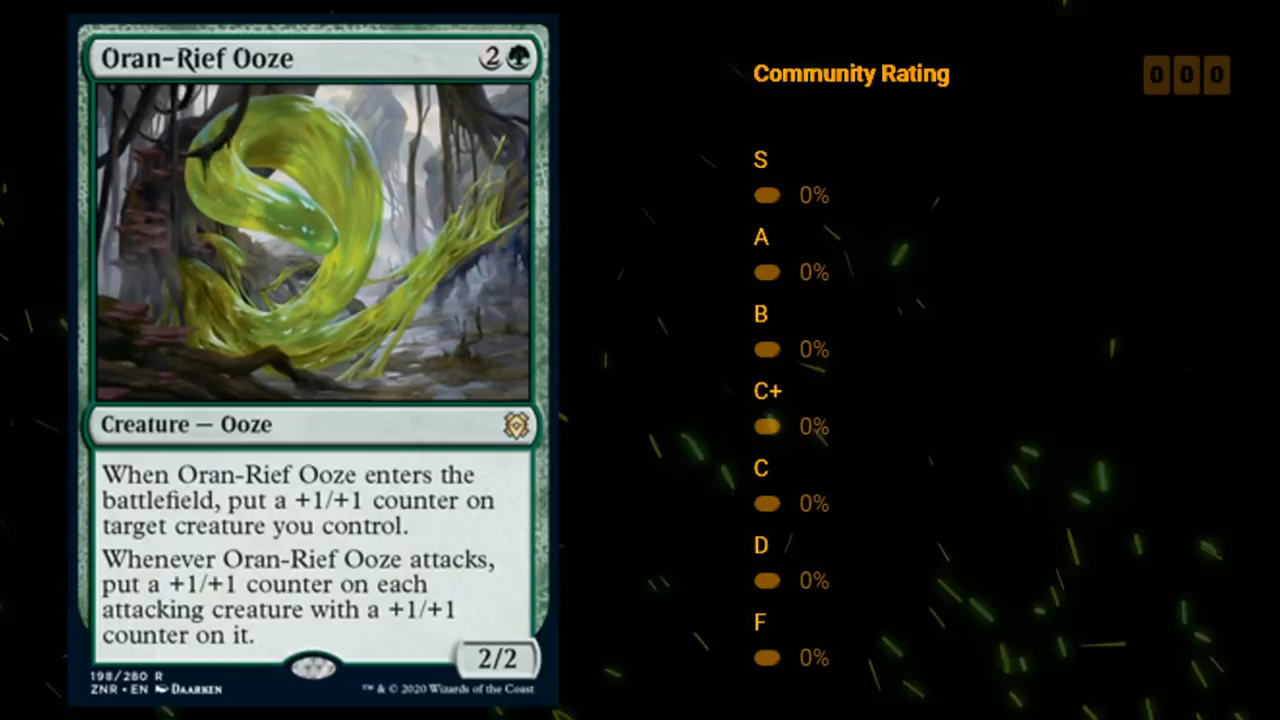 Oran-Rief Ooze 2
Creature — Ooze
When Oran-Rief Ooze enters the
battlefield, put a +1/+1 counter on
target creature you control.
Whenever Oran-Rief Ooze attacks,
put a +1/+1 counter on each
attacking creature with a +1/+1
counter on it.
2/2
198/280 R
ZNR • EN Daarken
™ & © 2020 Wizards of the Coast
Community Rating
0 0 0
S
0%
A
0%
B
0%
C+
0%
C
0%
D
0%
F
0%